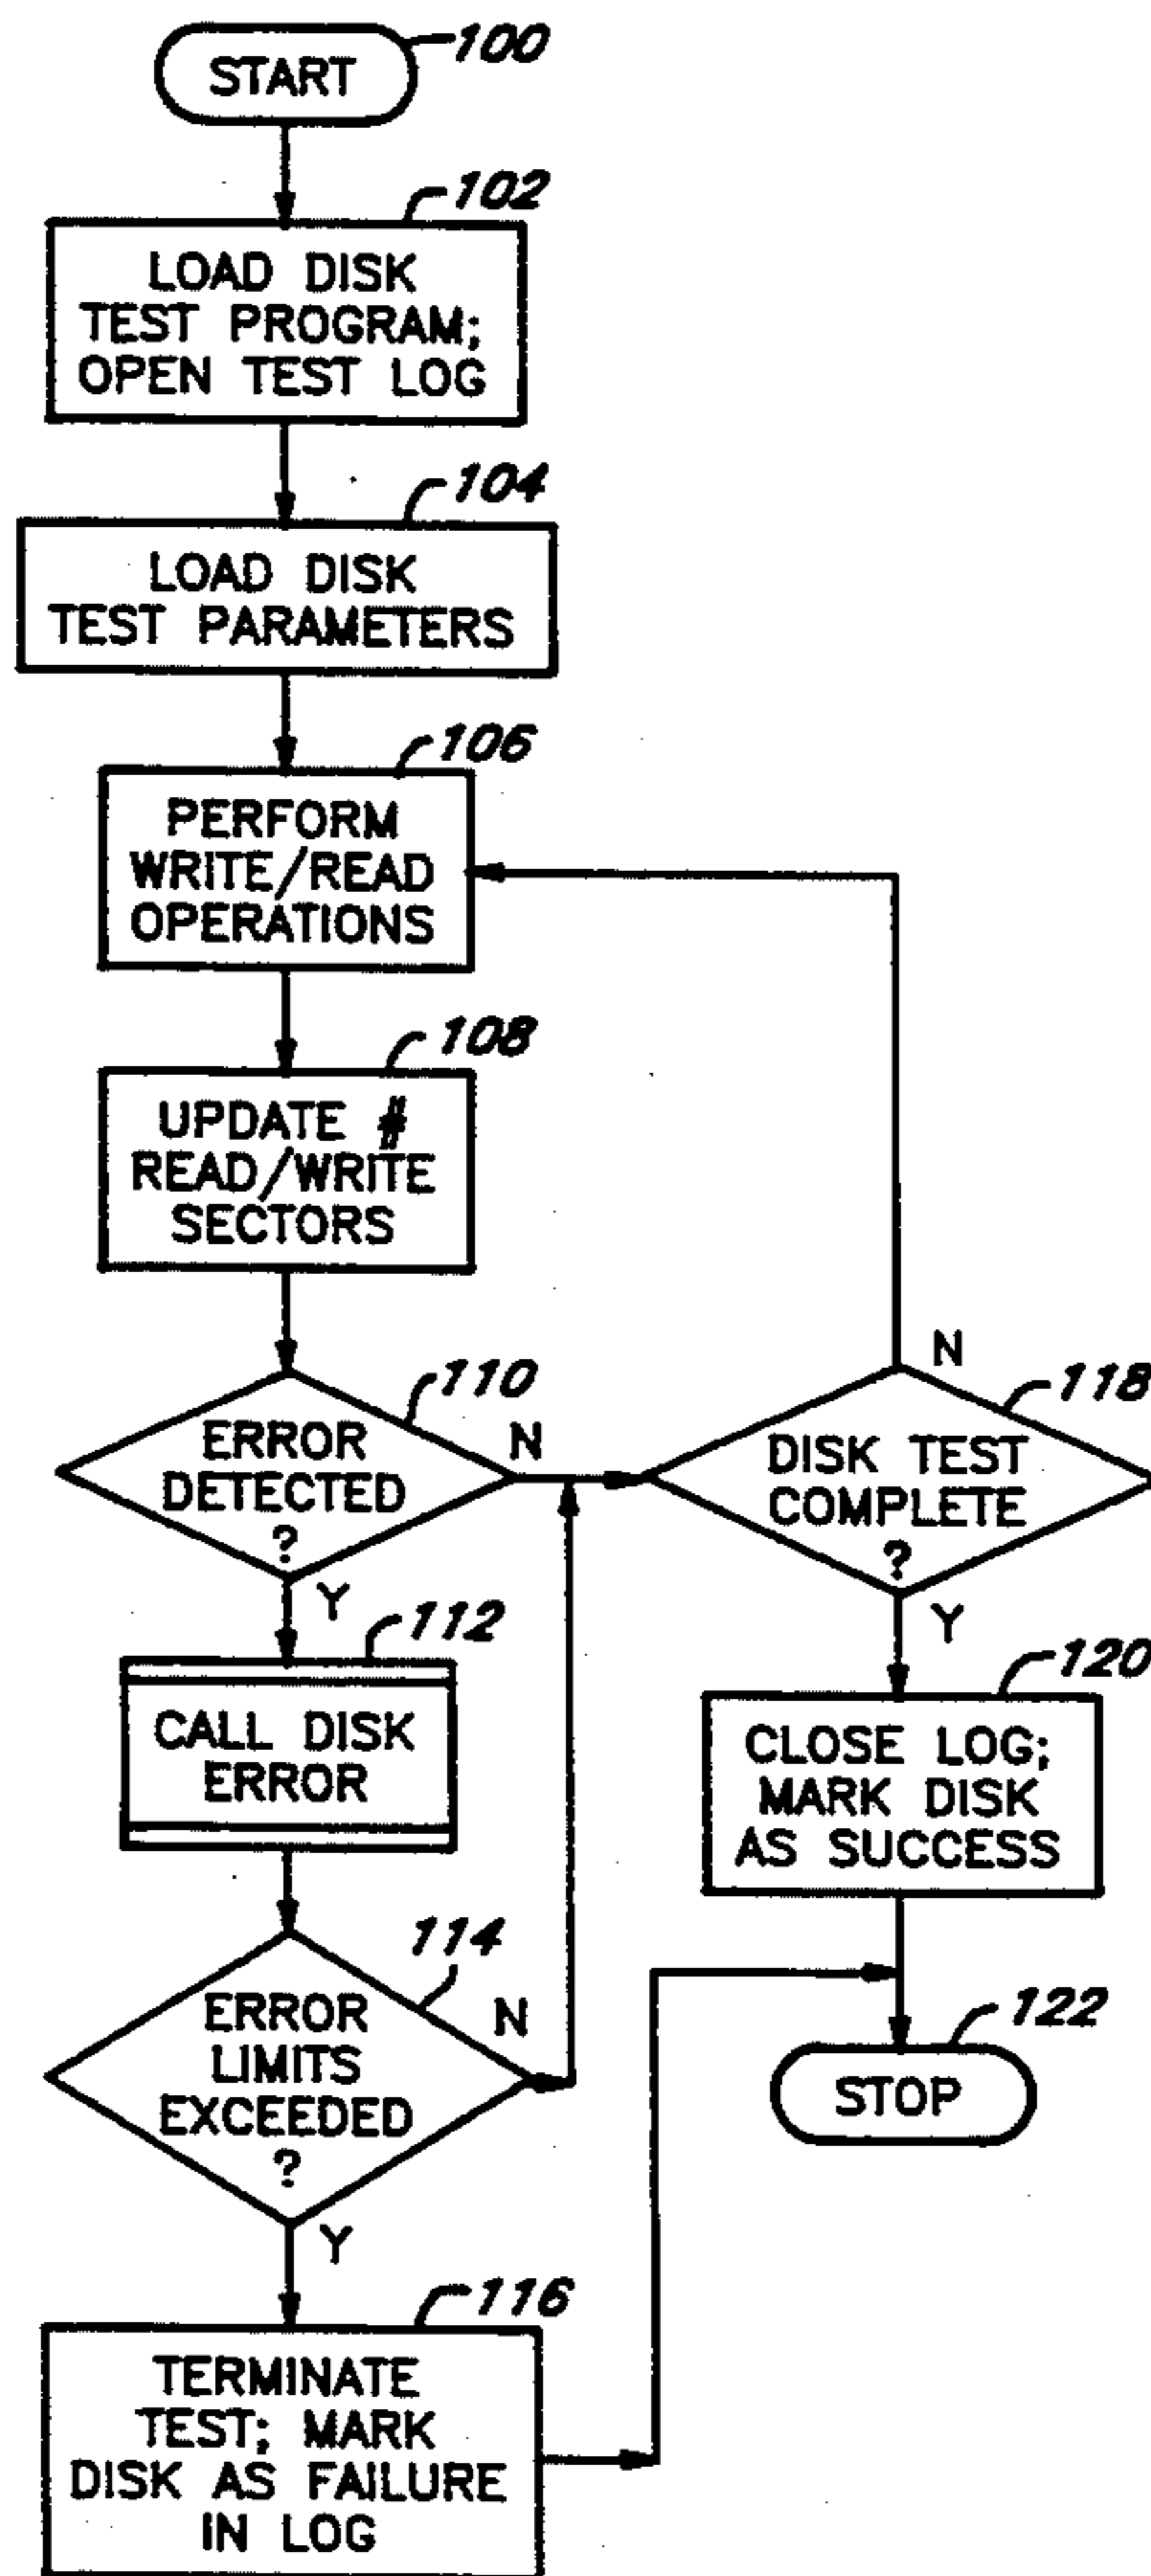 START
100
102
LOAD DISK
TEST PROGRAM;
OPEN TEST LOG
104
LOAD DISK
TEST PARAMETERS
106
PERFORM
WRITE/READ
OPERATIONS
108
UPDATE #
READ/WRITE
SECTORS
110
ERROR
DETECTED
?
N
Y
112
CALL DISK
ERROR
114
ERROR
LIMITS
EXCEEDED
?
N
Y
116
TERMINATE
TEST; MARK
DISK AS FAILURE
IN LOG
N
118
DISK TEST
COMPLETE
?
Y
120
CLOSE LOG;
MARK DISK
AS SUCCESS
122
STOP